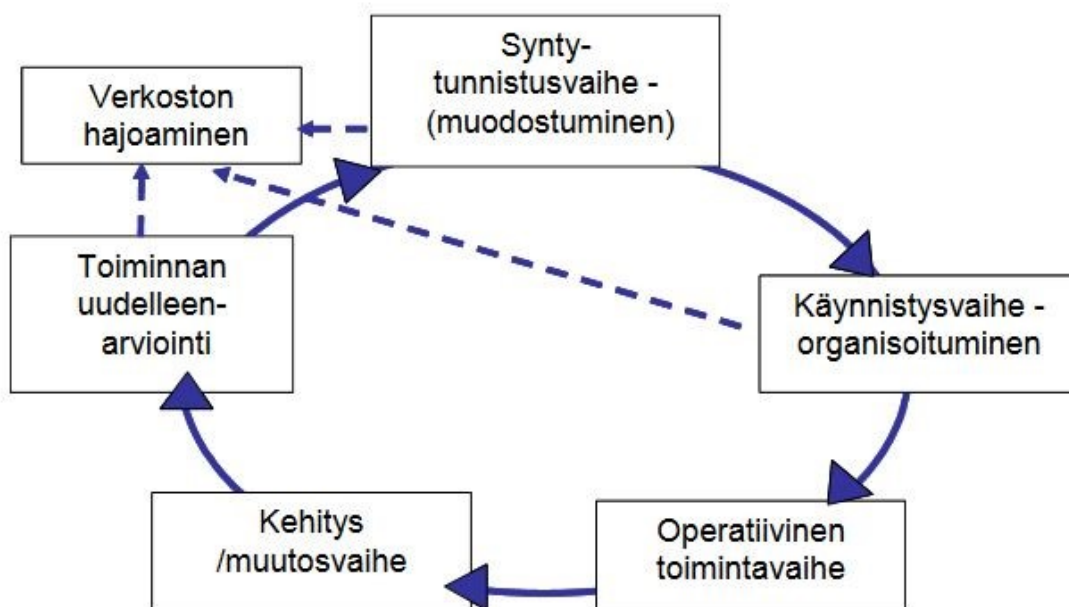 Synty-
tunnistusvaihe -
(muodostuminen)
Verkoston
hajoaminen
Toiminnan
uudelleen-
arviointi
Käynnistysvaihe -
organisoituminen
Kehitys
/muutosvaihe
Operatiivinen
toimintavaihe